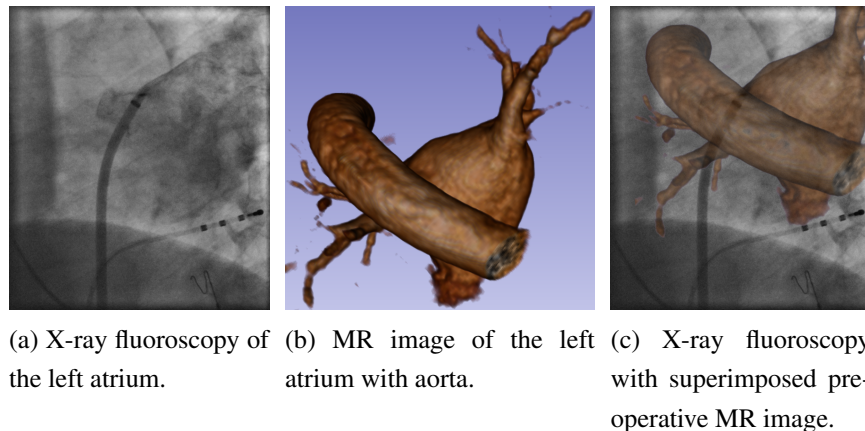 (a) X-ray fluoroscopy of
the left atrium.
(b) MR image of the left
atrium with aorta.
(c) X-ray fluoroscopy
with superimposed pre-
operative MR image.